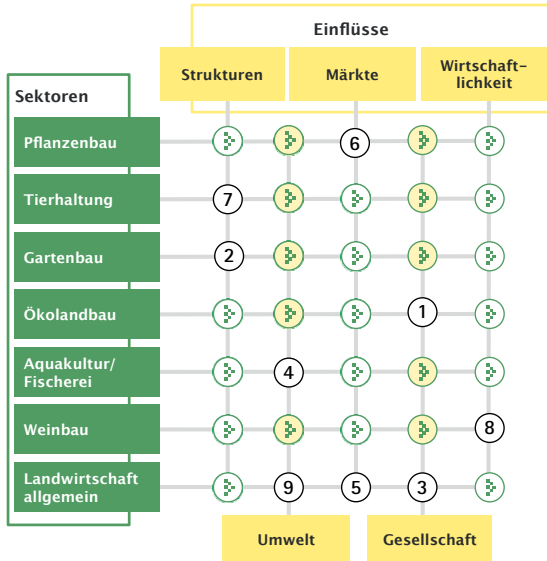 Einflüsse
Strukturen
Märkte
Wirtschaft-
lichkeit
Sektoren
Pflanzenbau
6
Tierhaltung
7
Gartenbau
2
Ökolandbau
1
Aquakultur/
Fischerei
4
Weinbau
8
Landwirtschaft
allgemein
9
5
3
Umwelt
Gesellschaft